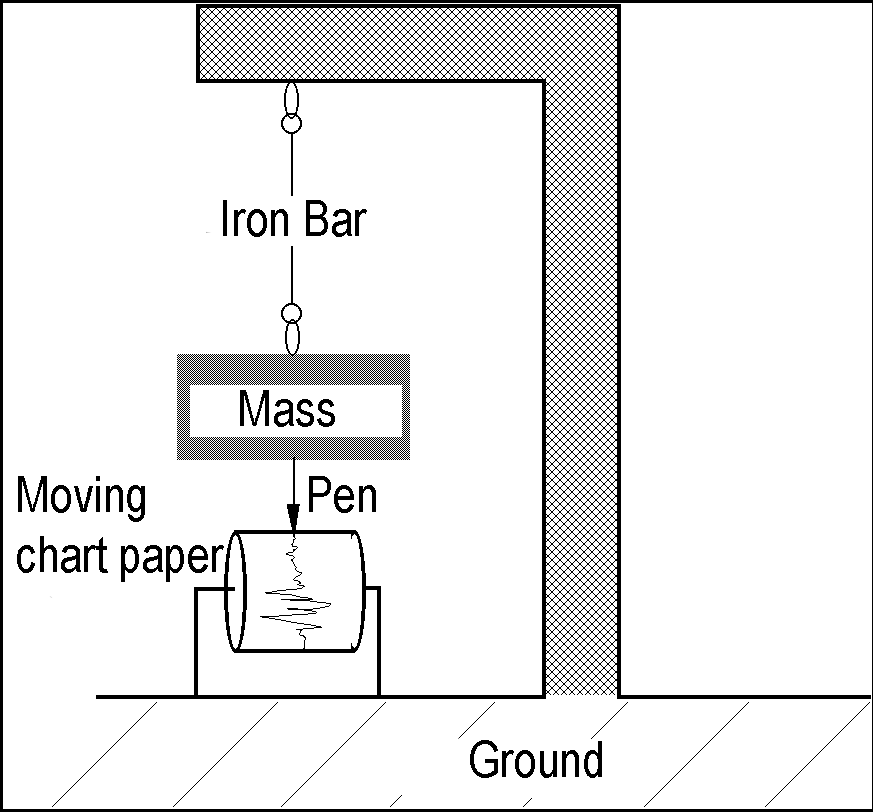 Iron Bar
Mass
Pen
Moving
chart paper
Ground